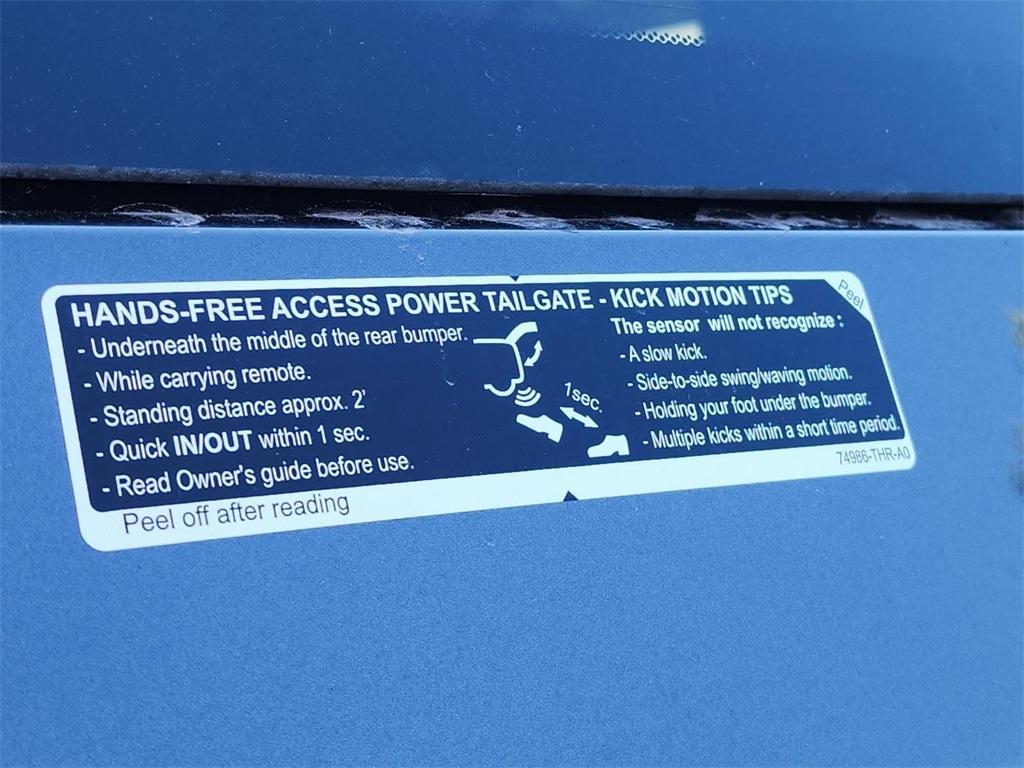 HANDS-FREE ACCESS POWER TAILGATE - KICK MOTION TIPS
Peel
- Underneath the middle of the rear bumper.
- While carrying remote.
- Standing distance approx. 2'
- Quick IN/OUT within 1 sec.
- Read Owner's guide before use.
1sec.
The sensor will not recognize :
- A slow kick.
- Side-to-side swing/waving motion.
- Holding your foot under the bumper.
- Multiple kicks within a short time period.
74986-THR-A0
Peel off after reading